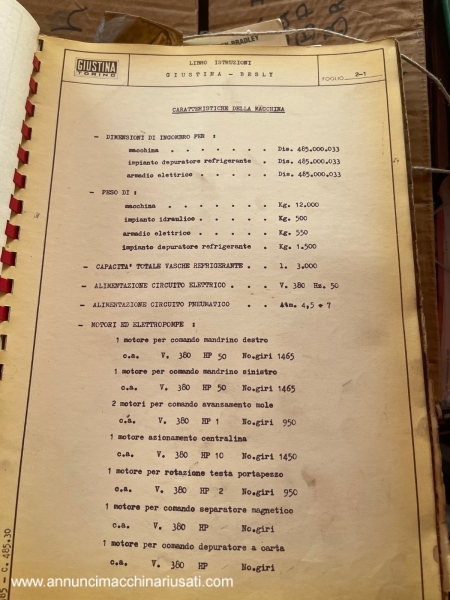 BRADLEY
GIUSTINA
TORINO
LIBRO ISTRUZIONI
GIUSTINA - BESLY
FOGLIO 2-1
CARATTERISTICHE DELLA MACCHINA
- DIMENSIONI DI INGOMBRO PER :
macchina . . . . . . . Dis. 485.000.033
impianto depuratore refrigerante . Dis. 485.000.033
armadio elettrico . . . . . Dis. 485.000.033
- PESO DI :
macchina . . . . . . . Kg. 12.000
impianto idraulico . . . . . Kg. 500
armadio elettrico . . . . . Kg. 550
impianto depuratore refrigerante . Kg. 1.500
- CAPACITA' TOTALE VASCHE REFRIGERANTE . . l. 3.000
- ALIMENTAZIONE CIRCUITO ELETTRICO . . . V. 380 Hz. 50
- ALIMENTAZIONE CIRCUITO PNEUMATICO . . Atm. 4,5 ÷ 7
- MOTORI ED ELETTROPOMPE :
1 motore per comando mandrino destro
c.a. V. 380 HP 50 No.giri 1465
1 motore per comando mandrino sinistro
c.a. V. 380 HP 50 No.giri 1465
2 motori per comando avanzamento mole
c.a. V. 380 HP 1 No.giri 950
1 motore azionamento centralina
c.a. V. 380 HP 10 No.giri 1450
1 motore per rotazione testa portapezzo
c.a. V. 380 HP 2 No.giri 950
1 motore per comando separatore magnetico
c.a. V. 380 HP No.giri
1 motore per comando depuratore a carta
c.a. V. 380 HP No.giri
85 - C. 485.30
www.annuncimacchinariusati.com